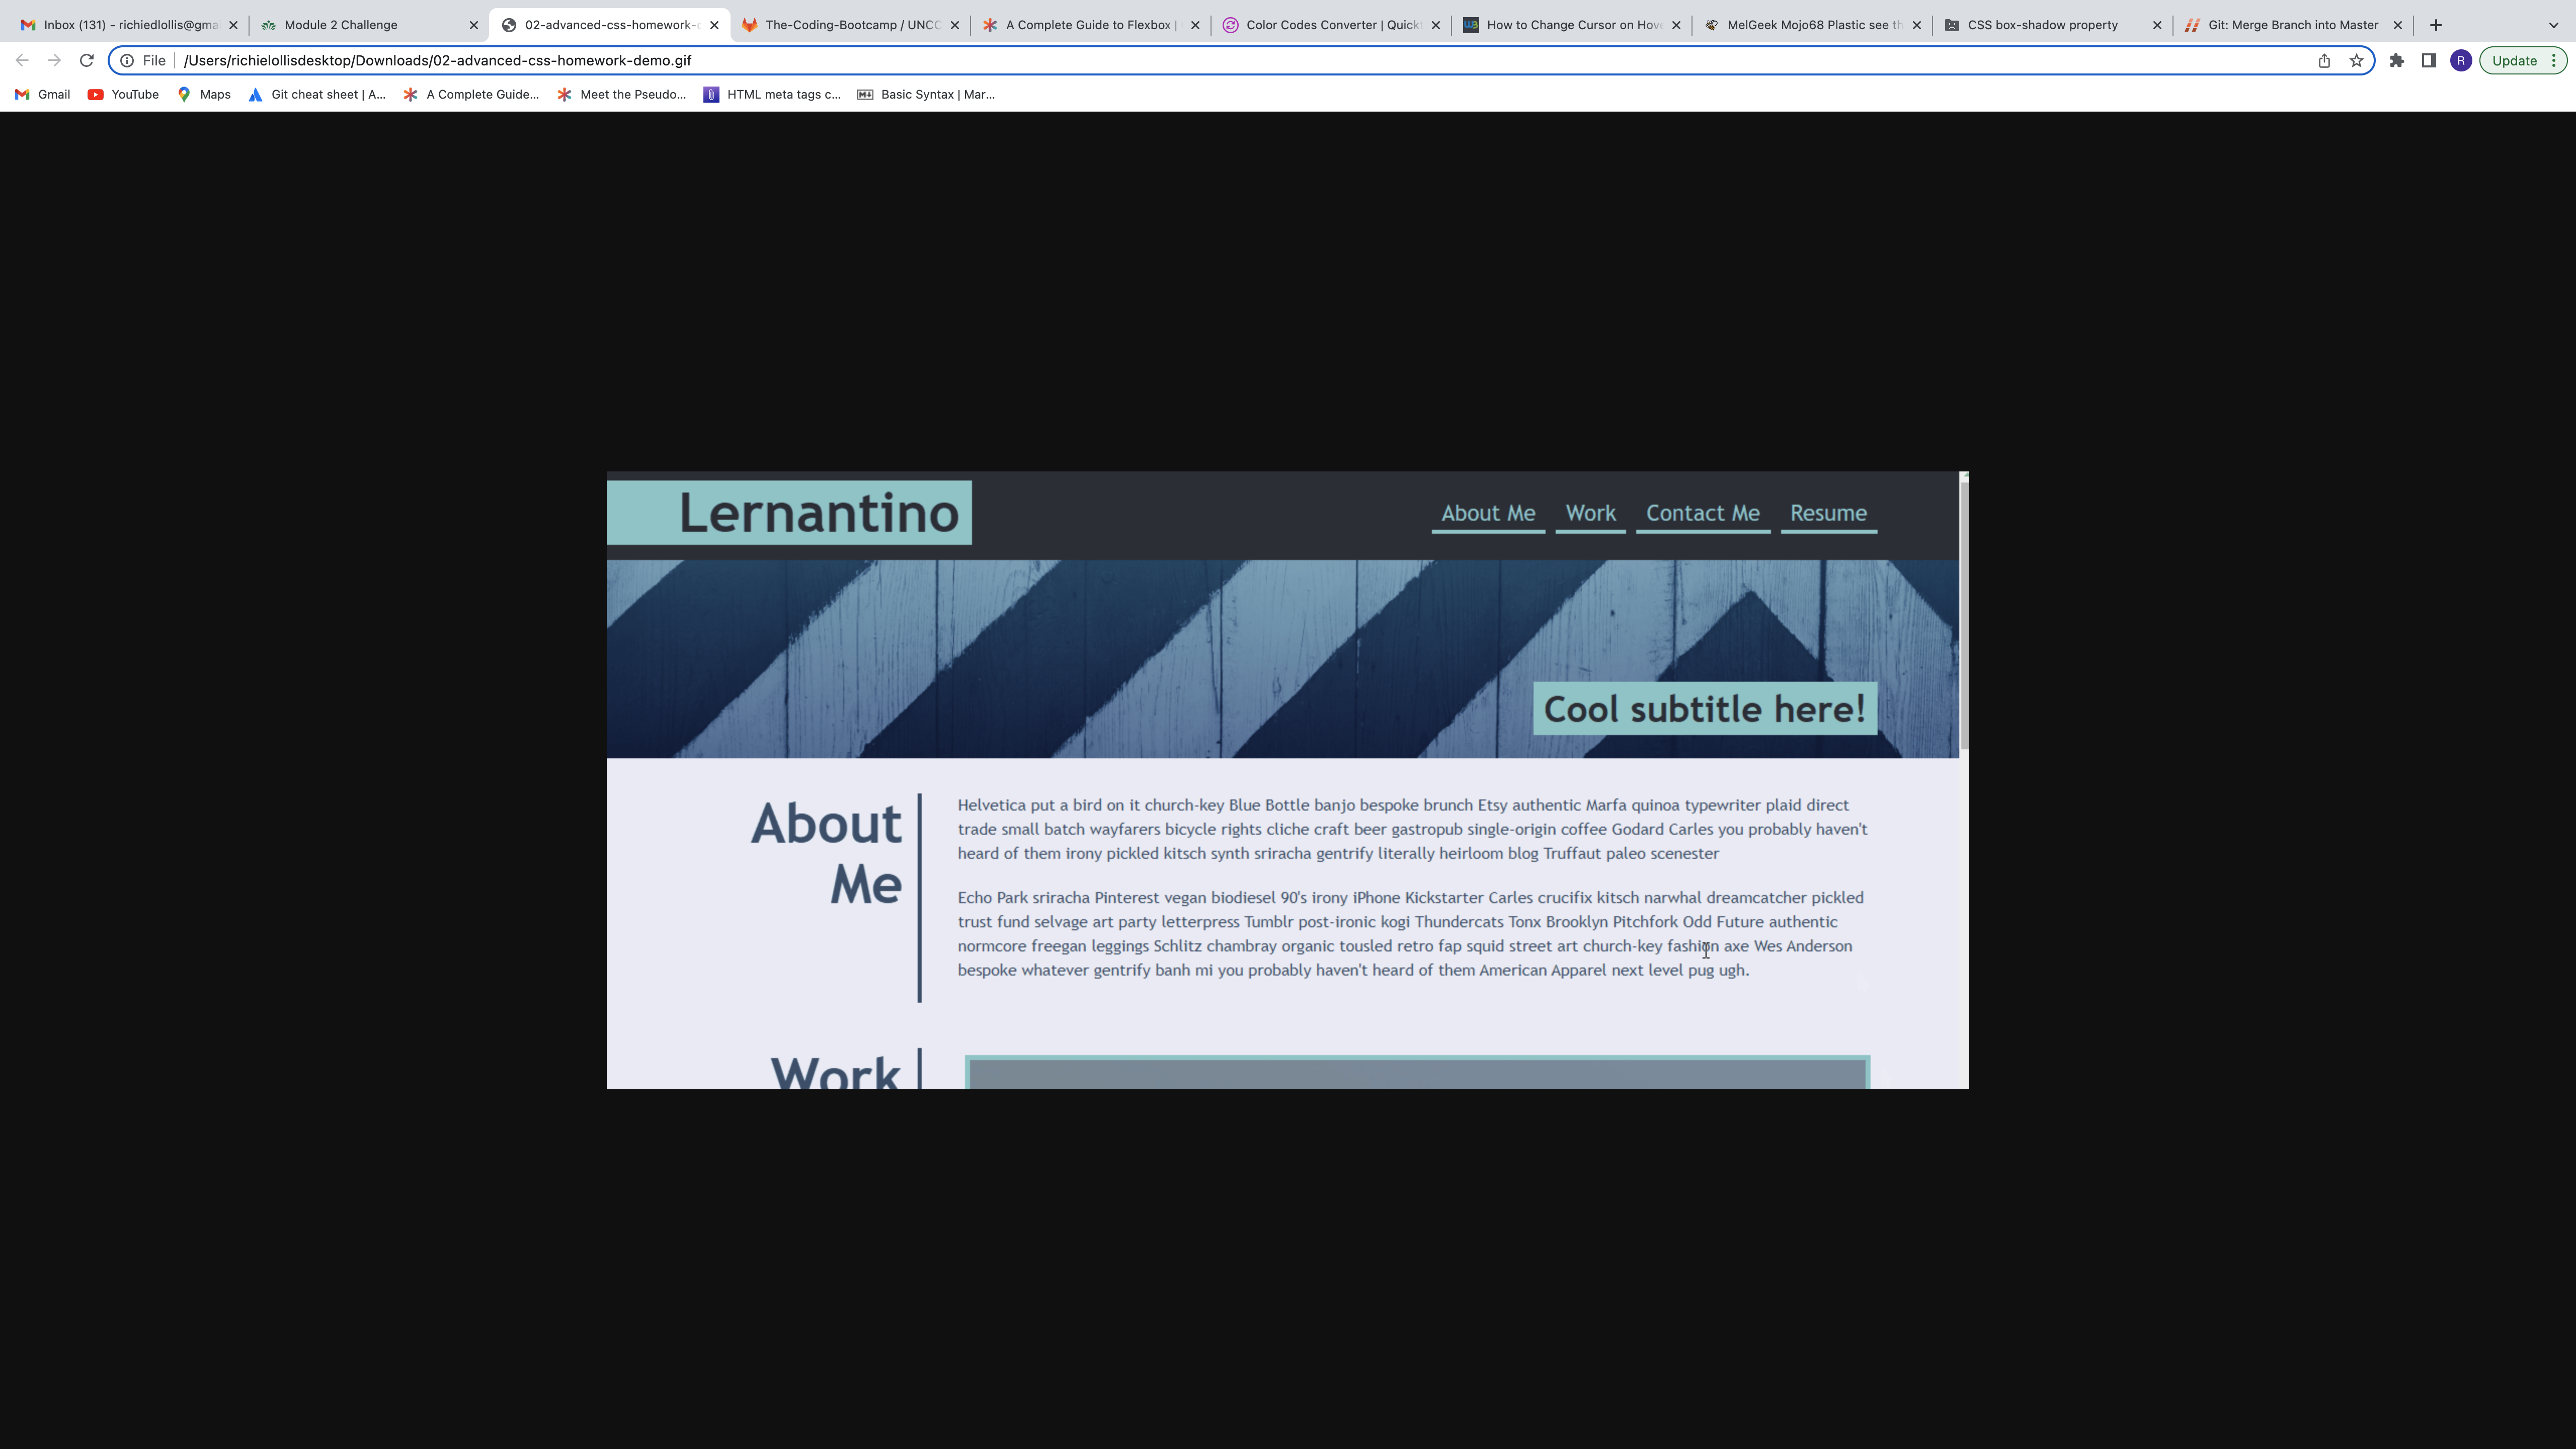 Inbox (131) - richiedlollis@gma
Module 2 Challenge
02-advanced-css-homework-
The-Coding-Bootcamp / UNCC
A Complete Guide to Flexbox |
Color Codes Converter | Quick
How to Change Cursor on Hov
MelGeek Mojo68 Plastic see th
CSS box-shadow property
Git: Merge Branch into Master
File
/Users/richielollisdesktop/Downloads/02-advanced-css-homework-demo.gif
R
Update
Gmail
YouTube
Maps
Git cheat sheet | A...
A Complete Guide...
Meet the Pseudo...
HTML meta tags c...
Basic Syntax | Mar...
Lernantino
About Me
Work
Contact Me
Resume
Cool subtitle here!
About
Me
Helvetica put a bird on it church-key Blue Bottle banjo bespoke brunch Etsy authentic Marfa quinoa typewriter plaid direct
trade small batch wayfarers bicycle rights cliche craft beer gastropub single-origin coffee Godard Carles you probably haven't
heard of them irony pickled kitsch synth sriracha gentrify literally heirloom blog Truffaut paleo scenester
Echo Park sriracha Pinterest vegan biodiesel 90's irony iPhone Kickstarter Carles crucifix kitsch narwhal dreamcatcher pickled
trust fund selvage art party letterpress Tumblr post-ironic kogi Thundercats Tonx Brooklyn Pitchfork Odd Future authentic
normcore freegan leggings Schlitz chambray organic tousled retro fap squid street art church-key fashion axe Wes Anderson
bespoke whatever gentrify banh mi you probably haven't heard of them American Apparel next level pug ugh.
Work